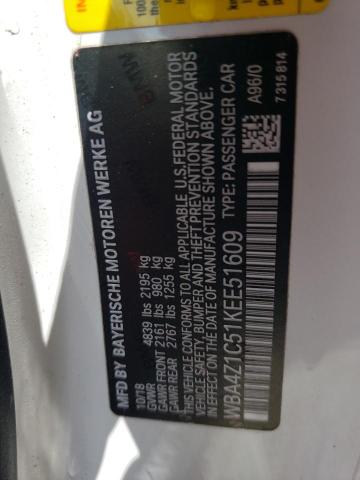 MFD BY BAYERISCHE MOTOREN WERKE AG
10/18
GVWR 4839 lbs 2195 kg
GAWR FRONT 2161 lbs 980 kg
GAWR REAR 2767 lbs 1255 kg
THIS VEHICLE CONFORMS TO ALL APPLICABLE U.S.FEDERAL MOTOR
VEHICLE SAFETY, BUMPER AND THEFT PREVENTION STANDARDS
IN EFFECT ON THE DATE OF MANUFACTURE SHOWN ABOVE.
WBA4Z1C51KEE51609 TYPE: PASSENGER CAR
A96/0
7 315 814